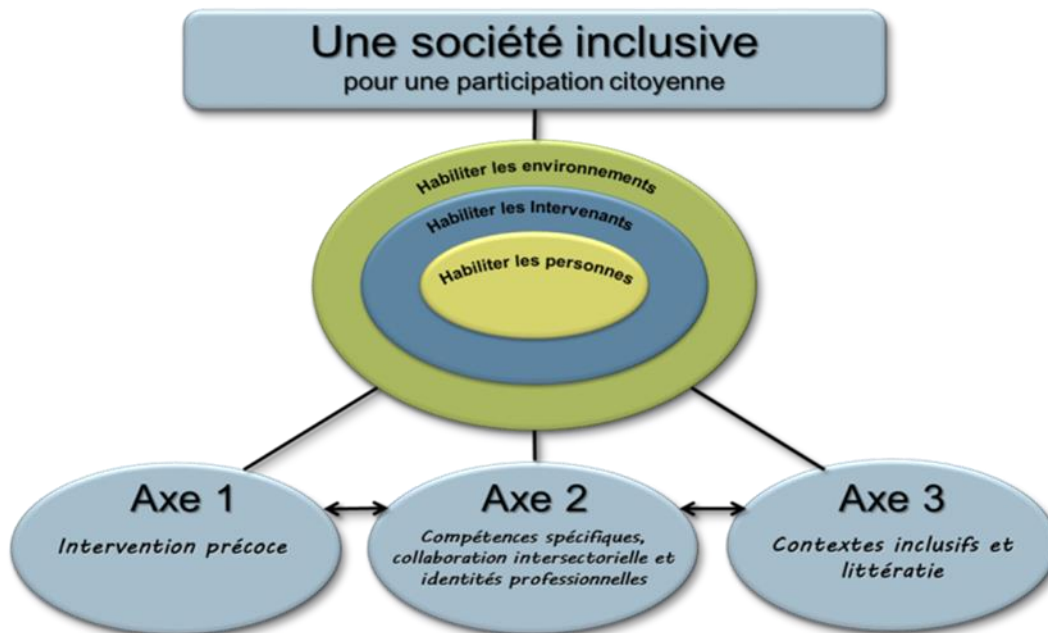 Une société inclusive
pour une participation citoyenne
Habiliter les environnements
Habiliter les Intervenants
Habiliter les personnes
Axe 1
Intervention précoce
Axe 2
Compétences spécifiques,
collaboration intersectorielle et
identités professionnelles
Axe 3
Contextes inclusifs et
littératie